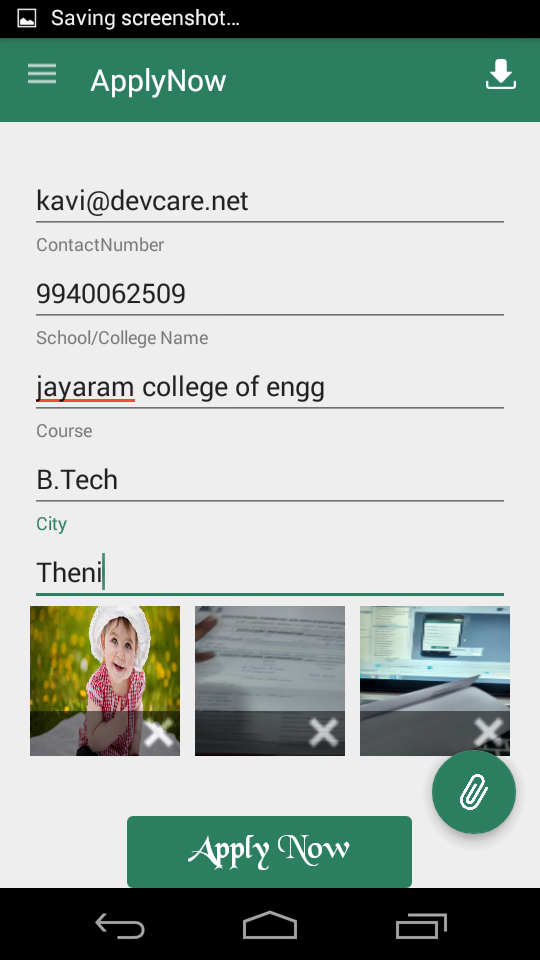 Saving screenshot...
ApplyNow
kavi@devcare.net
ContactNumber
9940062509
School/College Name
jayaram college of engg
Course
B.Tech
City
Theni
Apply Now